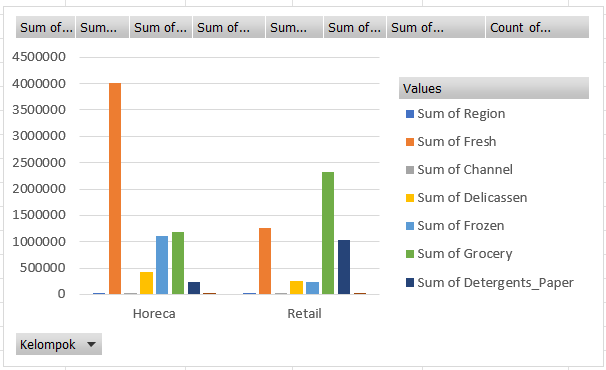 Sum of... Sum... Sum of... Sum of... Sum... Sum of... Sum of... Count of...
4500000
4000000
3500000
3000000
2500000
2000000
1500000
1000000
500000
0
Horeca Retail
Values
Sum of Region
Sum of Fresh
Sum of Channel
Sum of Delicassen
Sum of Frozen
Sum of Grocery
Sum of Detergents_Paper
Kelompok